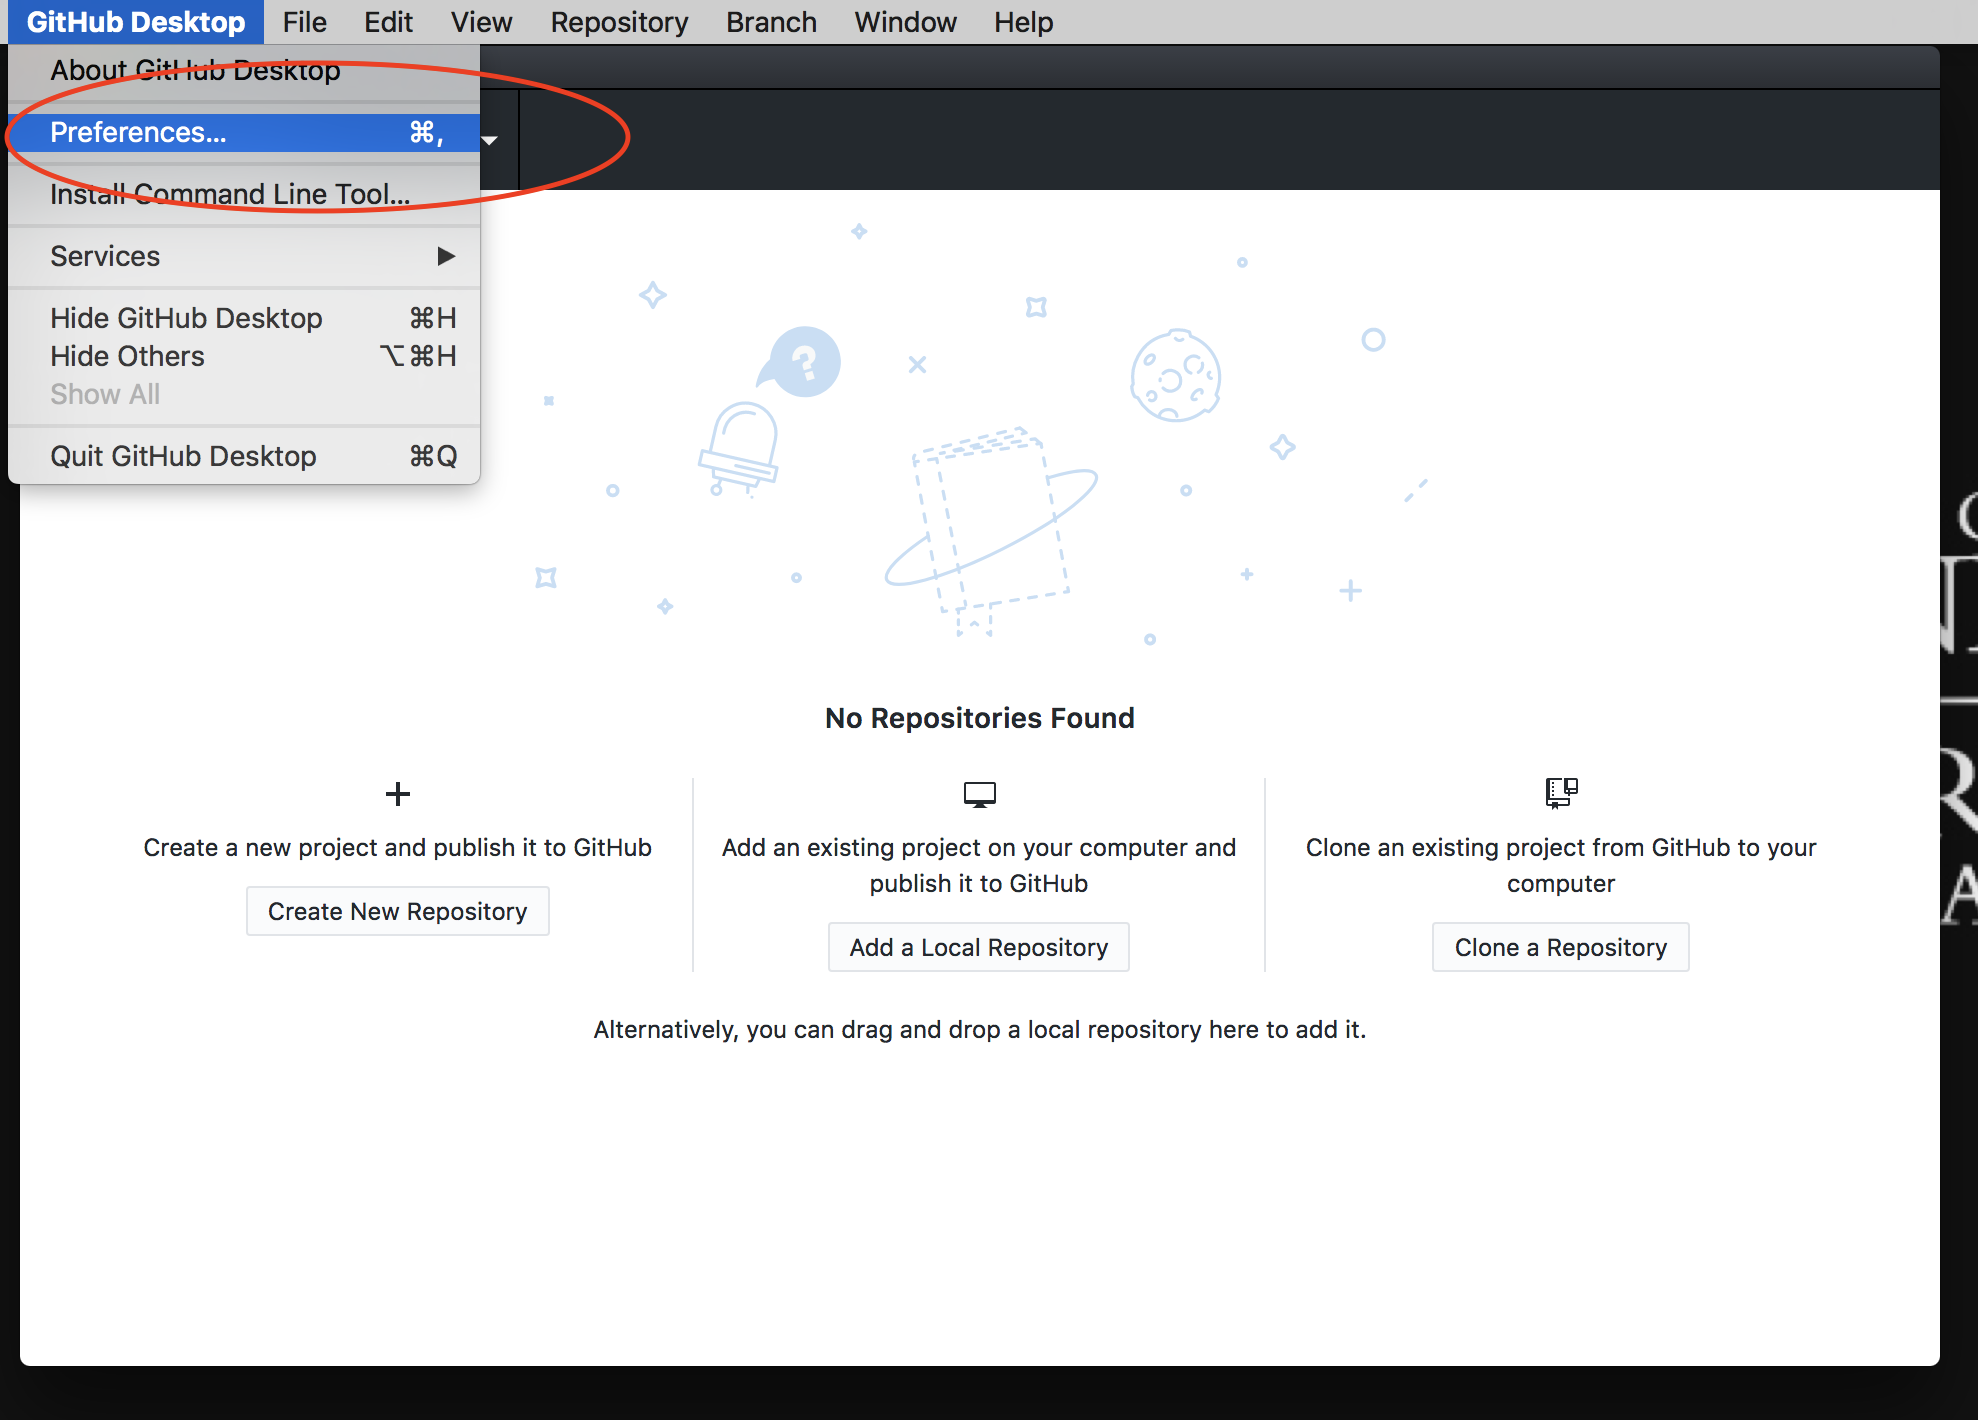 GitHub Desktop File Edit View Repository Branch Window Help
About GitHub Desktop
Preferences... ⌘,
Install Command Line Tool...
Services ▶
Hide GitHub Desktop ⌘H
Hide Others ⌥⌘H
Show All
Quit GitHub Desktop ⌘Q
?
No Repositories Found
Create a new project and publish it to GitHub
Create New Repository
Add an existing project on your computer and
publish it to GitHub
Add a Local Repository
Clone an existing project from GitHub to your
computer
Clone a Repository
Alternatively, you can drag and drop a local repository here to add it.